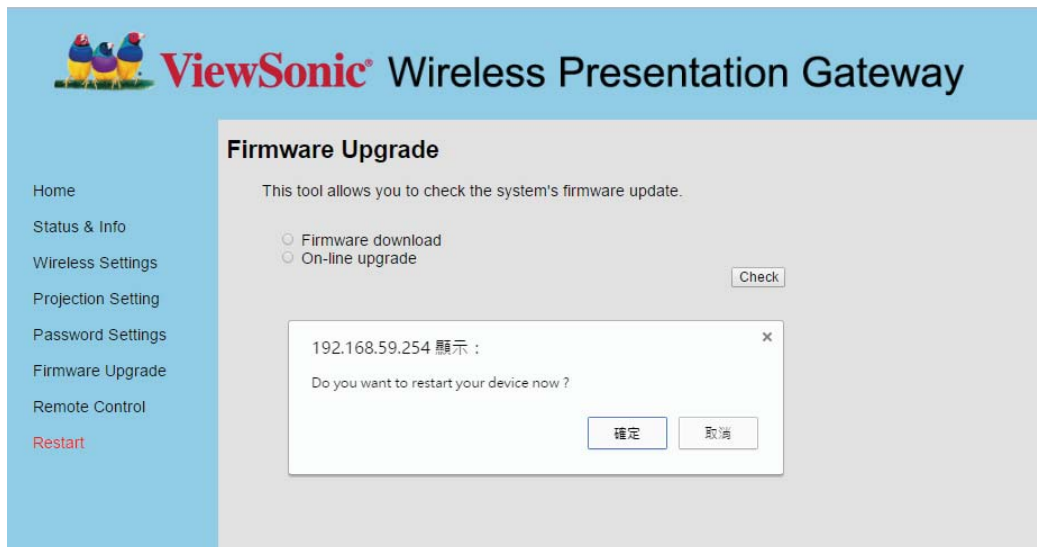 ViewSonic® Wireless Presentation Gateway
Firmware Upgrade
Home
Status & Info
Wireless Settings
Projection Setting
Password Settings
Firmware Upgrade
Remote Control
Restart
This tool allows you to check the system's firmware update.
Firmware download
On-line upgrade
Check
192.168.59.254 顯示：
×
Do you want to restart your device now ?
確定
取消